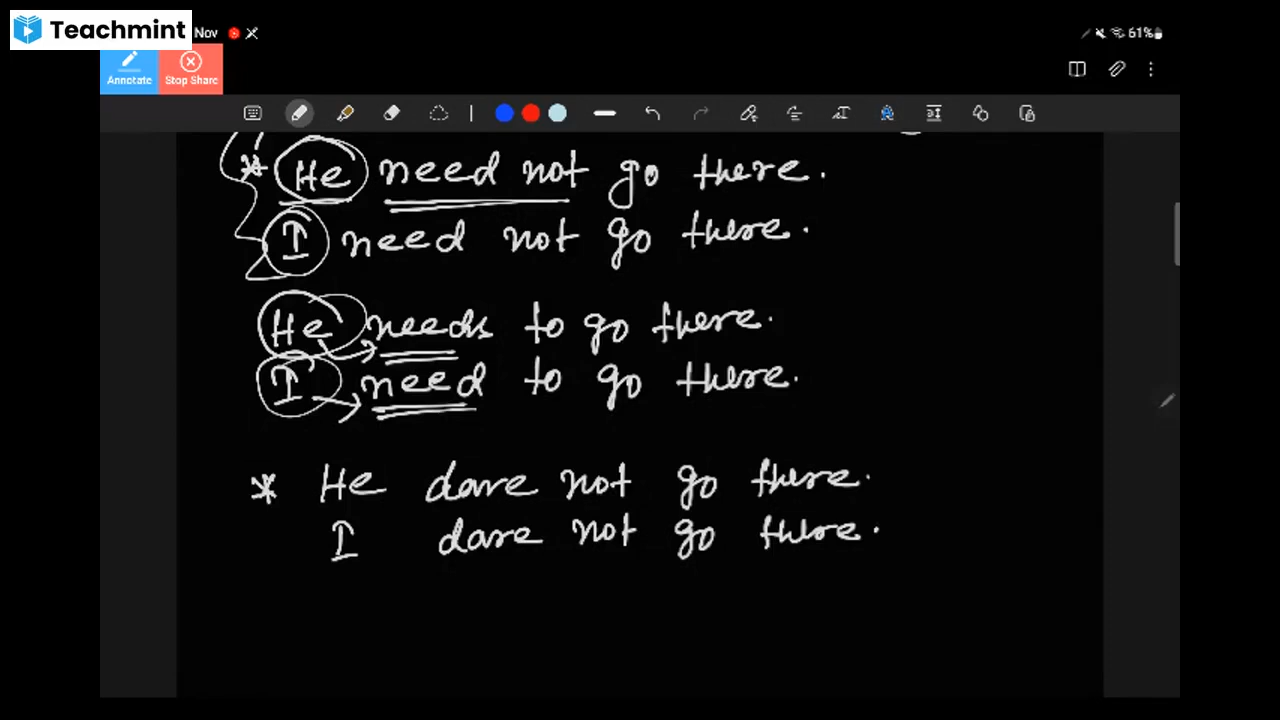 Teachmint
Nov
61%
Annotate
Stop Share
* He need not go there.
I need not go there.
He needs to go there.
I need to go there.
* He dare not go there.
I dare not go there.